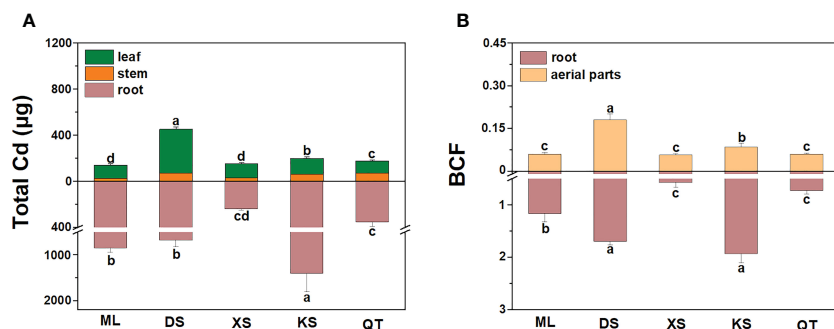 A
Total Cd (µg)
1200
800
400
0
400
1000
2000
leaf
stem
root
d
a
d
b
c
b
b
cd
a
c
ML DS XS KS QT
B
BCF
0.45
0.30
0.15
0
1
2
3
root
aerial parts
c
a
c
b
c
b
a
c
a
c
ML DS XS KS QT